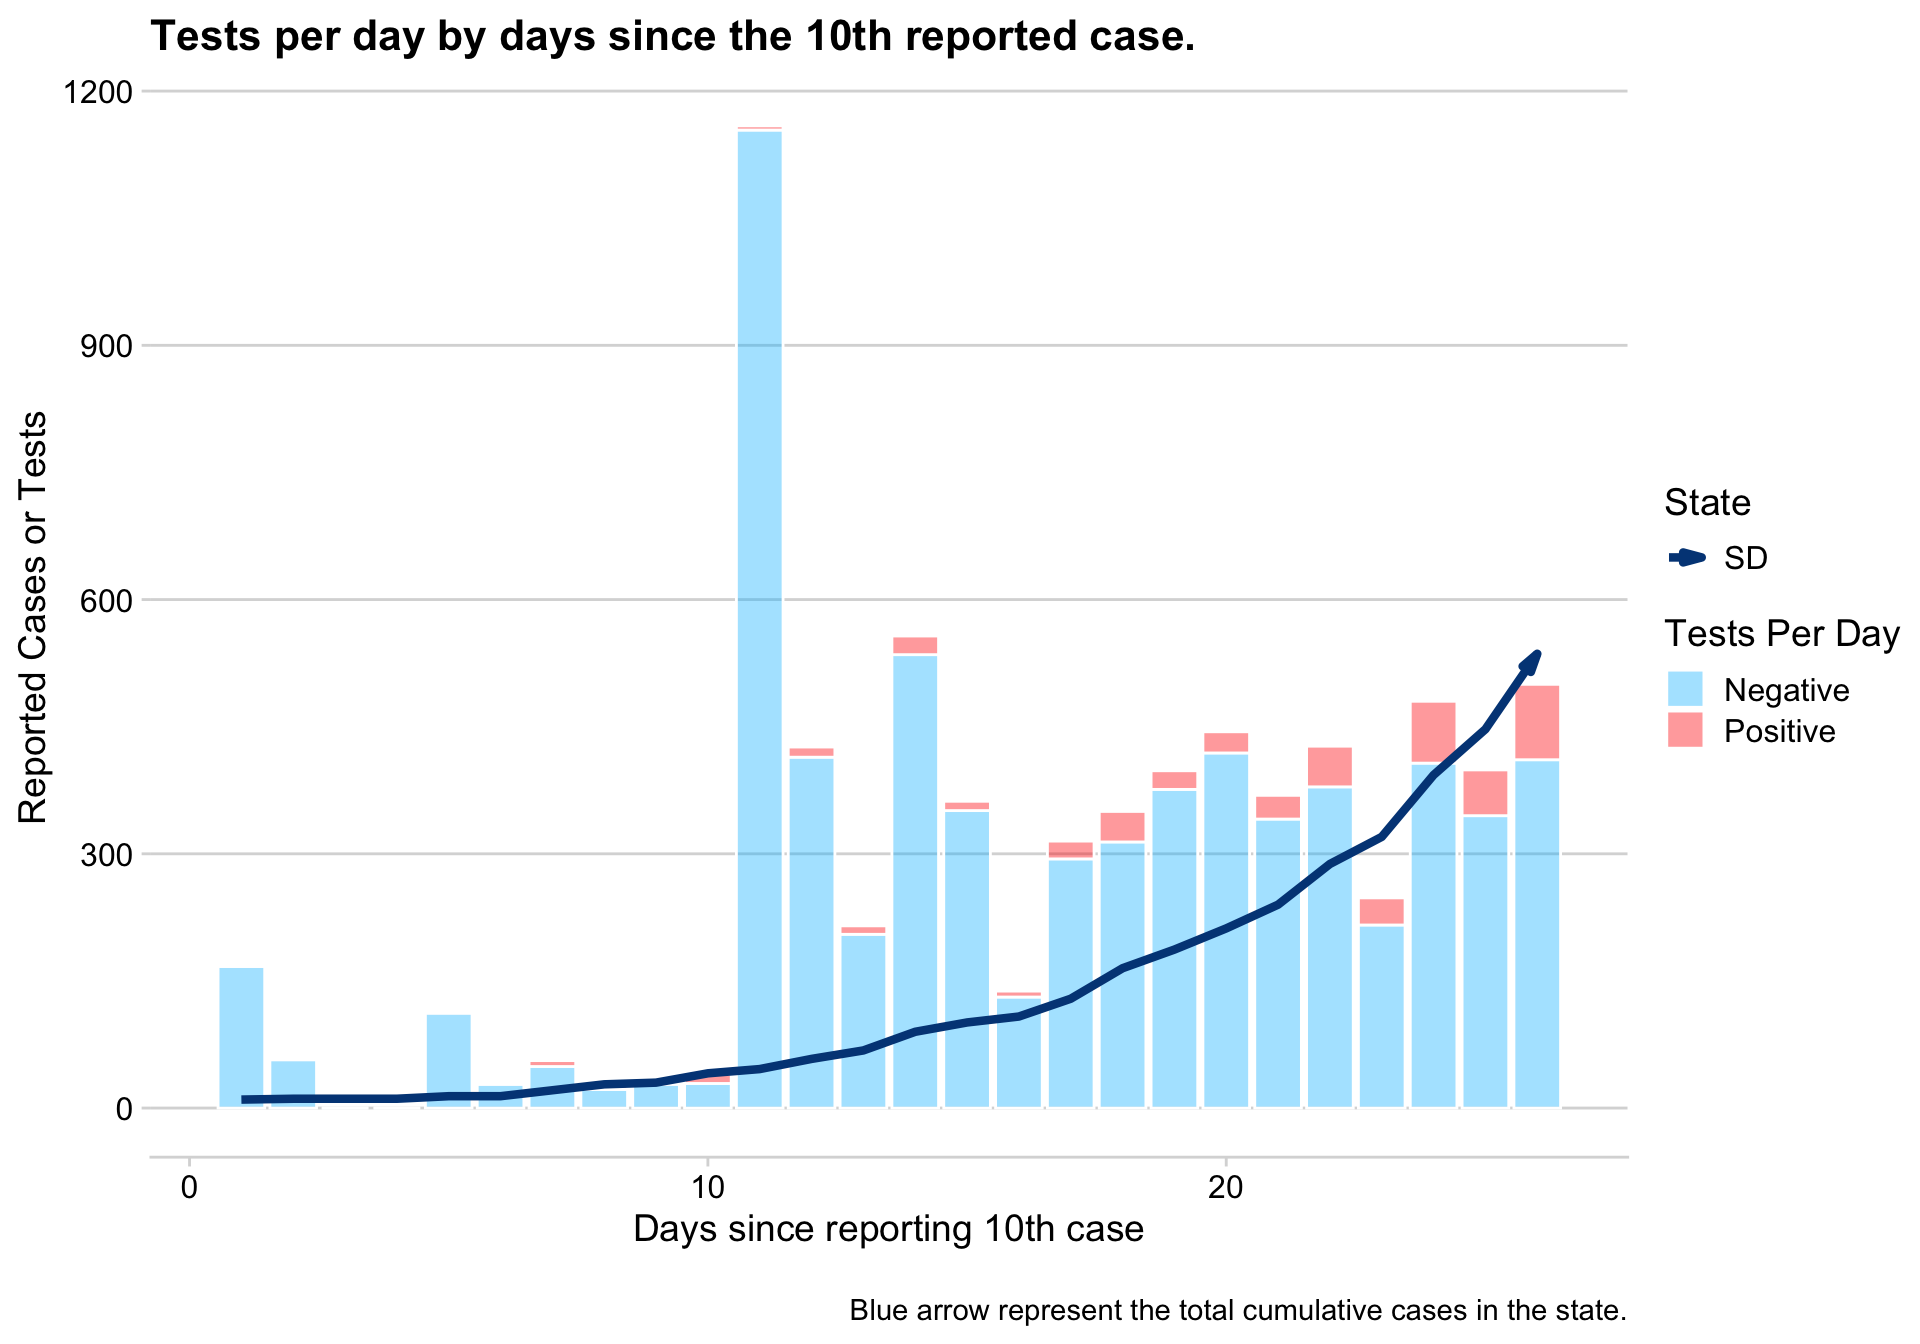 Tests per day by days since the 10th reported case.
1200
900
600
300
0
Reported Cases or Tests
0
10
20
Days since reporting 10th case
State
SD
Tests Per Day
Negative
Positive
Blue arrow represent the total cumulative cases in the state.